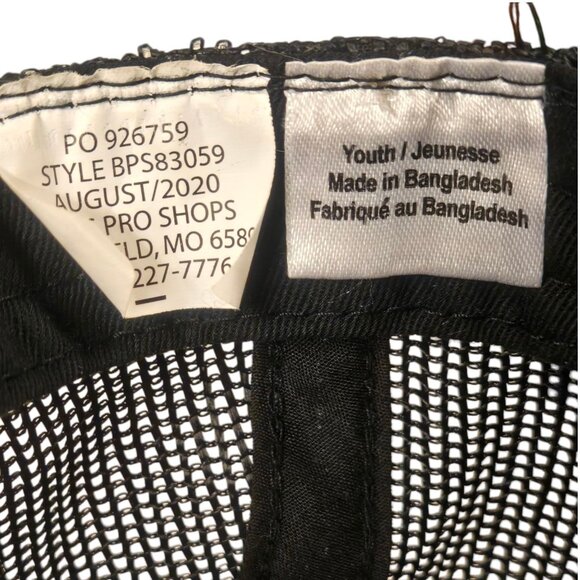 PO 926759
STYLE BPS83059
AUGUST/2020
PRO SHOPS
MO
227-7776
Youth / Jeunesse
Made in Bangladesh
Fabriqué au Bangladesh